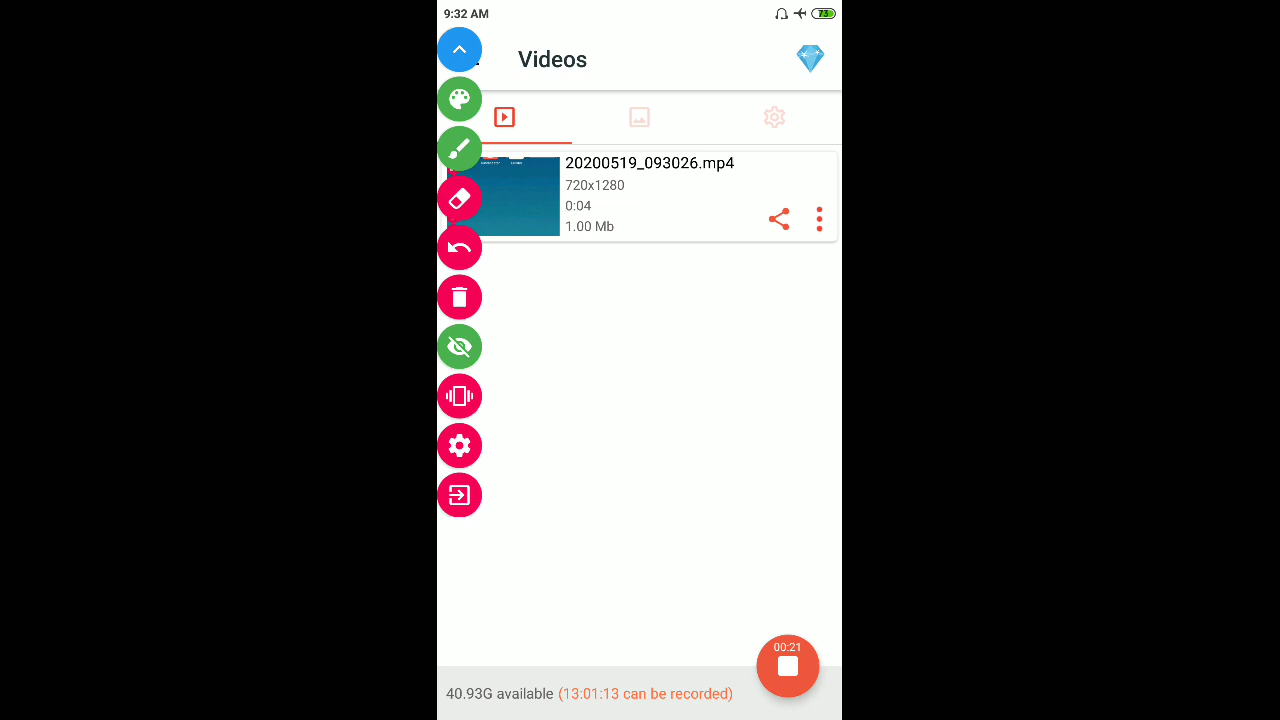 9:32 AM
73
Videos
20200519_093026.mp4
720x1280
0:04
1.00 Mb
00:21
40.93G available (13:01:13 can be recorded)